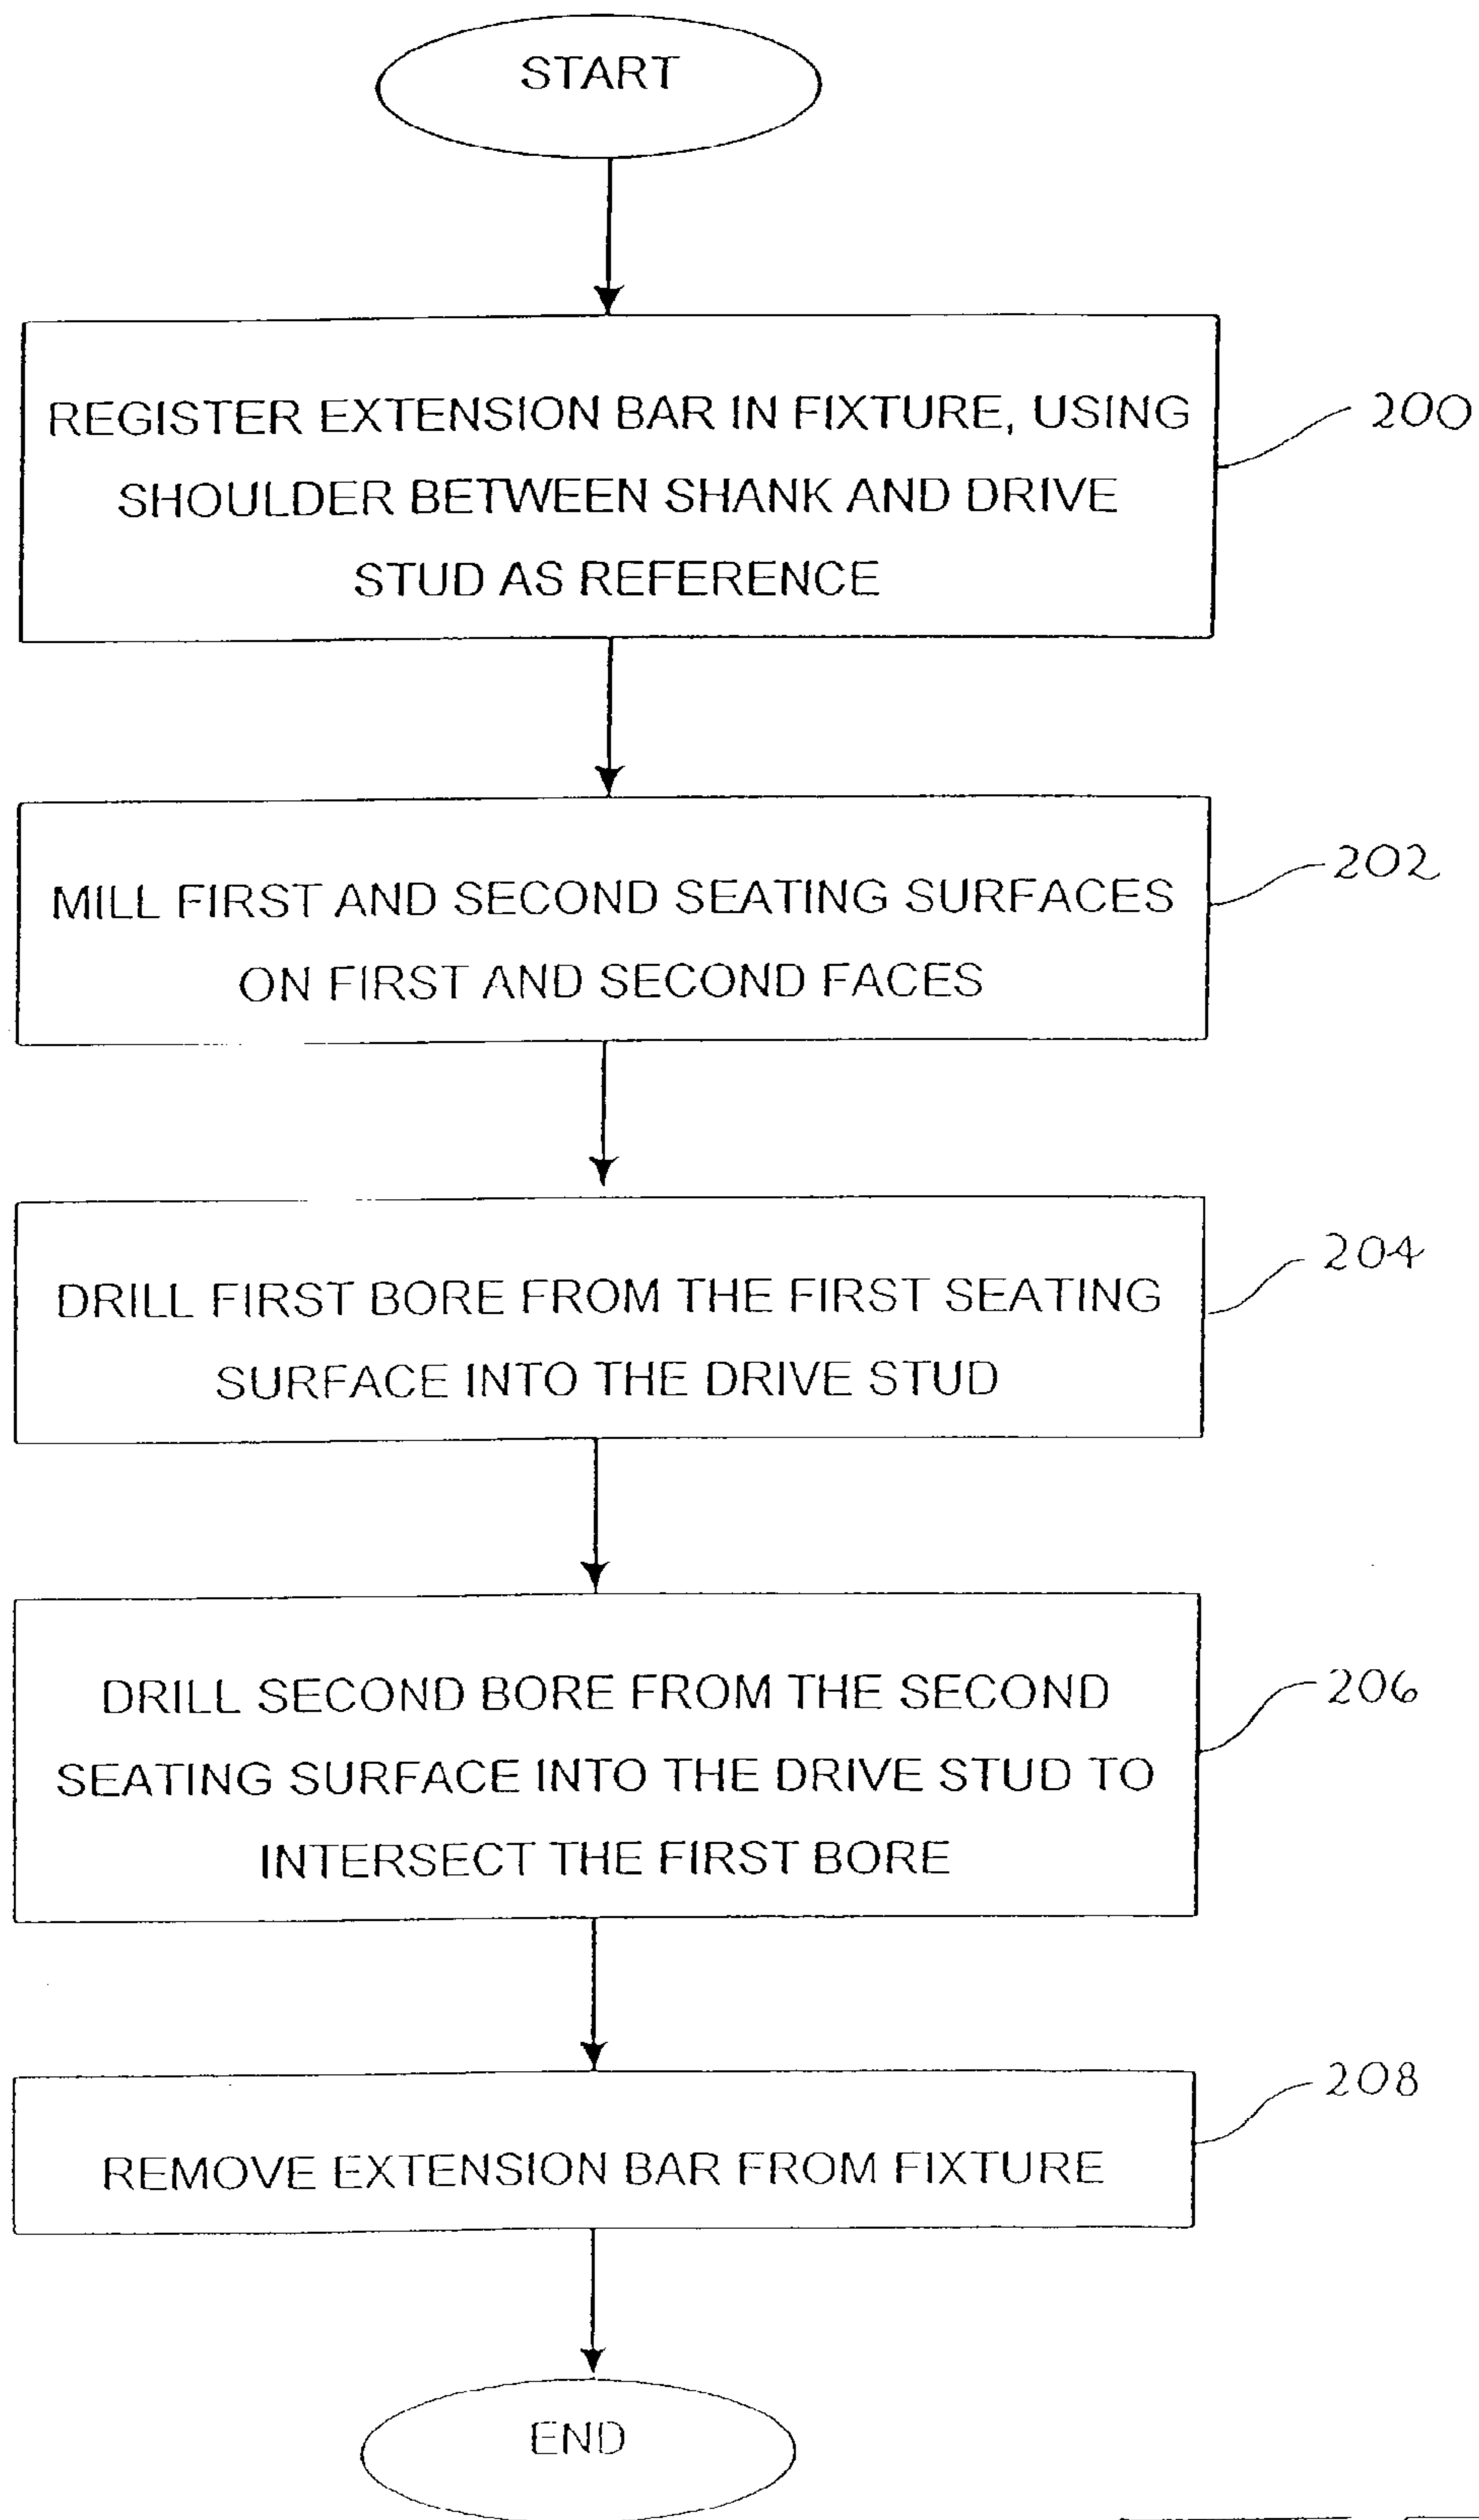 START
REGISTER EXTENSION BAR IN FIXTURE, USING
SHOULDER BETWEEN SHANK AND DRIVE
STUD AS REFERENCE
200
MILL FIRST AND SECOND SEATING SURFACES
ON FIRST AND SECOND FACES
202
DRILL FIRST BORE FROM THE FIRST SEATING
SURFACE INTO THE DRIVE STUD
204
DRILL SECOND BORE FROM THE SECOND
SEATING SURFACE INTO THE DRIVE STUD TO
INTERSECT THE FIRST BORE
206
REMOVE EXTENSION BAR FROM FIXTURE
208
END